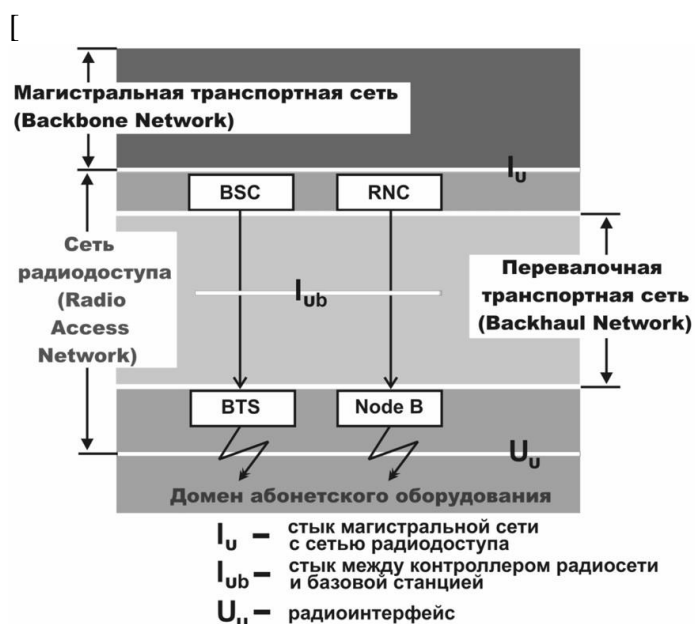 [
Магистральная транспортная сеть
(Backbone Network)
Iu
BSC
RNC
Сеть
радиодоступа
(Radio
Access
Network)
Iub
Перевалочная
транспортная сеть
(Backhaul Network)
BTS
Node B
Uu
Домен абонетского оборудования
Iu – стык магистральной сети
с сетью радиодоступа
Iub – стык между контроллером радиосети
и базовой станцией
Uu – радиоинтерфейс